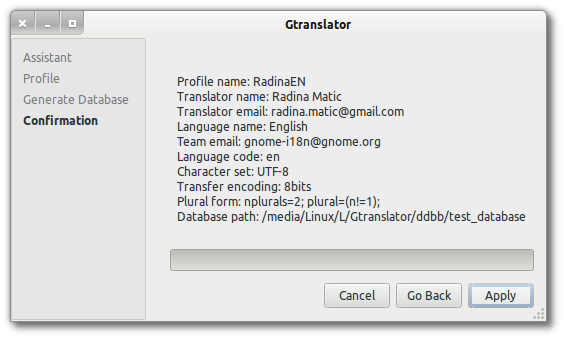 Gtranslator
Assistant
Profile
Generate Database
Confirmation
Profile name: RadinaEN
Translator name: Radina Matic
Translator email: radina.matic@gmail.com
Language name: English
Team email: gnome-i18n@gnome.org
Language code: en
Character set: UTF-8
Transfer encoding: 8bits
Plural form: nplurals=2; plural=(n!=1);
Database path: /media/Linux/L/Gtranslator/ddbb/test_database
Cancel
Go Back
Apply